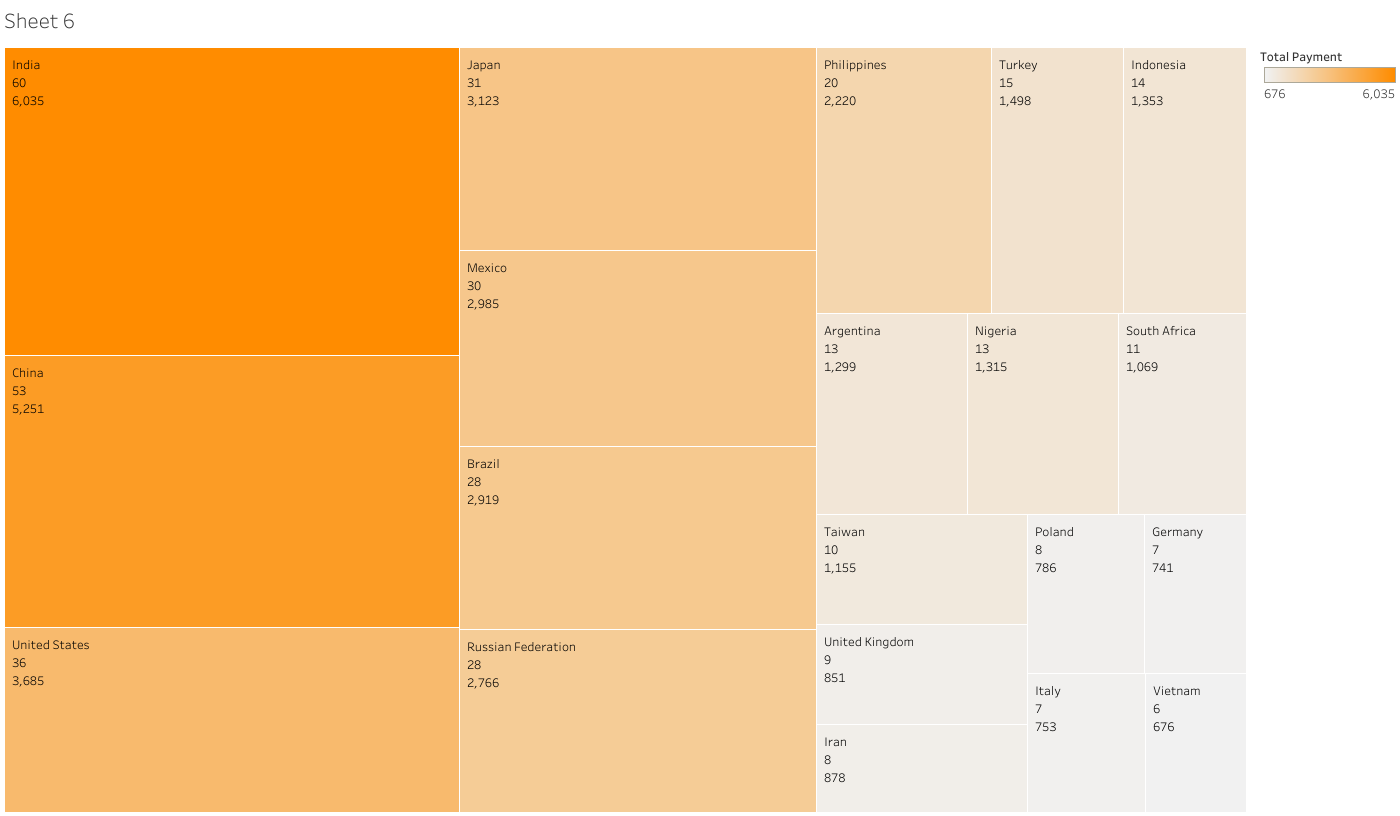 Sheet 6
India
60
6,035
China
53
5,251
United States
36
3,685
Japan
31
3,123
Mexico
30
2,985
Brazil
28
2,919
Russian Federation
28
2,766
Philippines
20
2,220
Turkey
15
1,498
Indonesia
14
1,353
Argentina
13
1,299
Nigeria
13
1,315
South Africa
11
1,069
Taiwan
10
1,155
United Kingdom
9
851
Iran
8
878
Poland
8
786
Germany
7
741
Italy
7
753
Vietnam
6
676
Total Payment
676 6,035